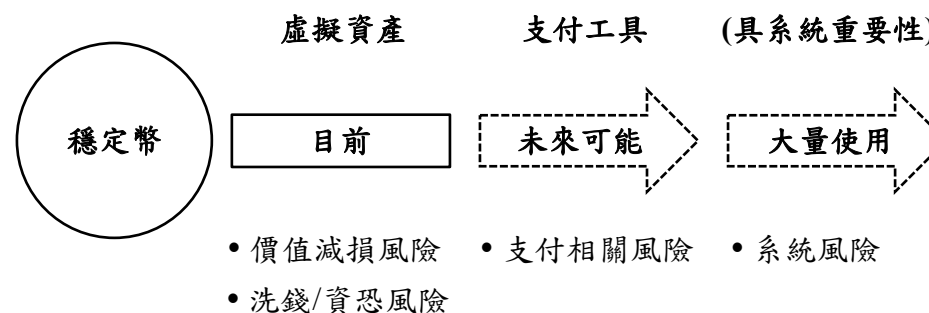 虛擬資產 支付工具 (具系統重要性)
穩定幣 目前 未來可能 大量使用
• 價值減損風險 • 支付相關風險 • 系統風險
• 洗錢/資恐風險